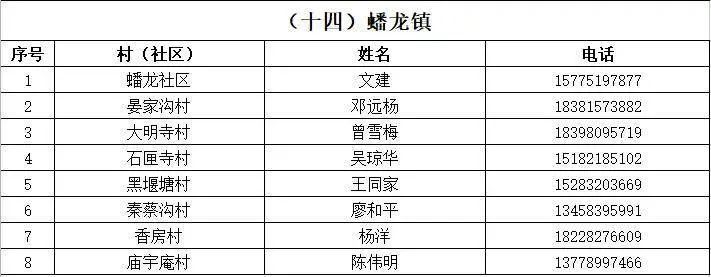 （十四）蟠龙镇
序号 村（社区） 姓名 电话
1 蟠龙社区 文建 15775197877
2 晏家沟村 邓远杨 18381573882
3 大明寺村 曾雪梅 18398095719
4 石匣寺村 吴琼华 15182185102
5 黑堰塘村 王同家 15283203669
6 秦蔡沟村 廖和平 13458395991
7 香房村 杨洋 18228276609
8 庙宇庵村 陈伟明 13778997466